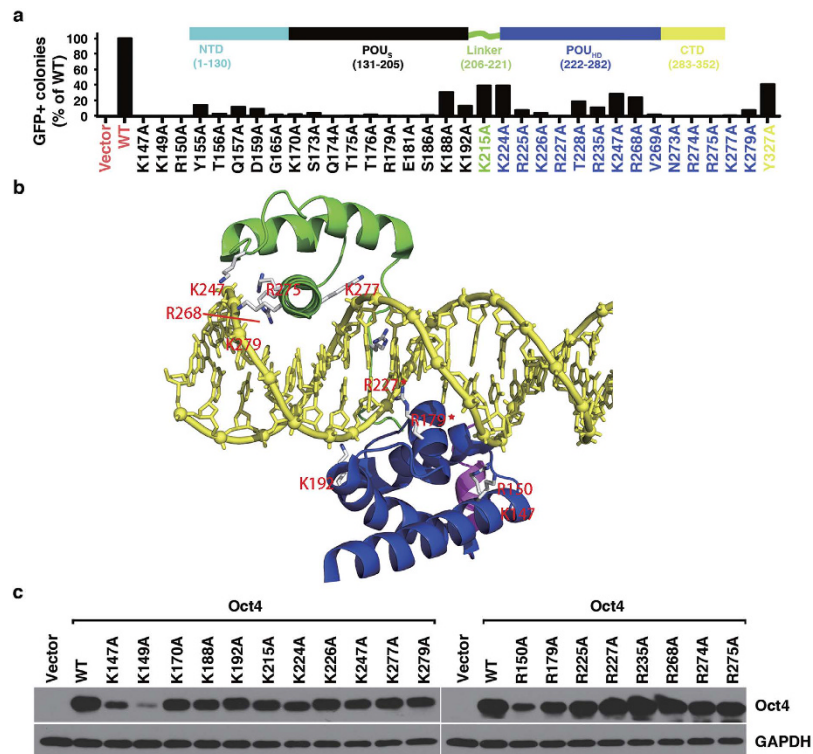 a
100
80
60
40
20
0
GFP+ colonies
(% of WT)
NTD
(1-130)
POUS
(131-205)
Linker
(206-221)
POUHD
(222-282)
CTD
(283-352)
Vector
WT
K147A
K149A
R150A
Y155A
T156A
Q157A
D159A
G165A
K170A
S173A
Q174A
T175A
T176A
R179A
E181A
S186A
K188A
K192A
K215A
K224A
R225A
K226A
R227A
T228A
R235A
K247A
R268A
V269A
N273A
R274A
R275A
K277A
K279A
Y327A
b
K247
R275
K277
R268
K279
R227*
R179*
K192
R150
K147
c
Oct4
Oct4
Vector
WT
K147A
K149A
K170A
K188A
K192A
K215A
K224A
K226A
K247A
K277A
K279A
Vector
WT
R150A
R179A
R225A
R227A
R235A
R268A
R274A
R275A
Oct4
GAPDH